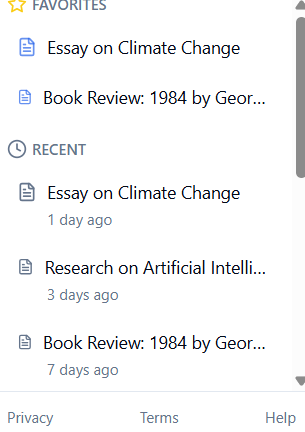 FAVORITES
Essay on Climate Change
Book Review: 1984 by Geor...
RECENT
Essay on Climate Change
1 day ago
Research on Artificial Intelli...
3 days ago
Book Review: 1984 by Geor...
7 days ago
Privacy Terms Help